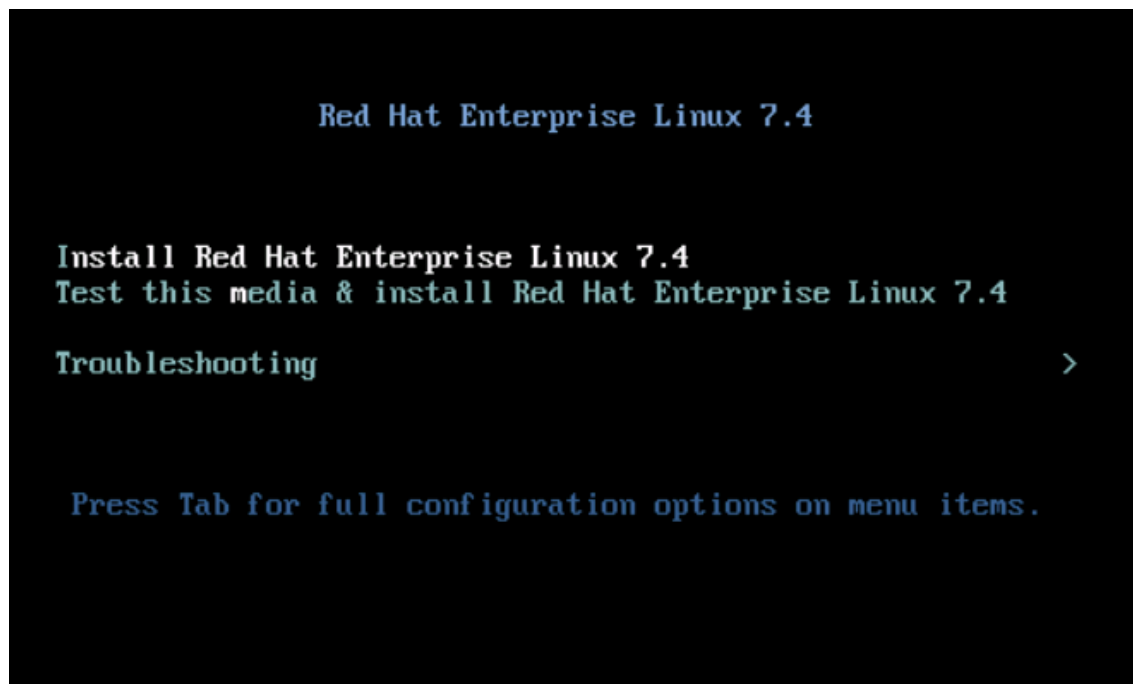 Red Hat Enterprise Linux 7.4
Install Red Hat Enterprise Linux 7.4
Test this media & install Red Hat Enterprise Linux 7.4
Troubleshooting >
Press Tab for full configuration options on menu items.